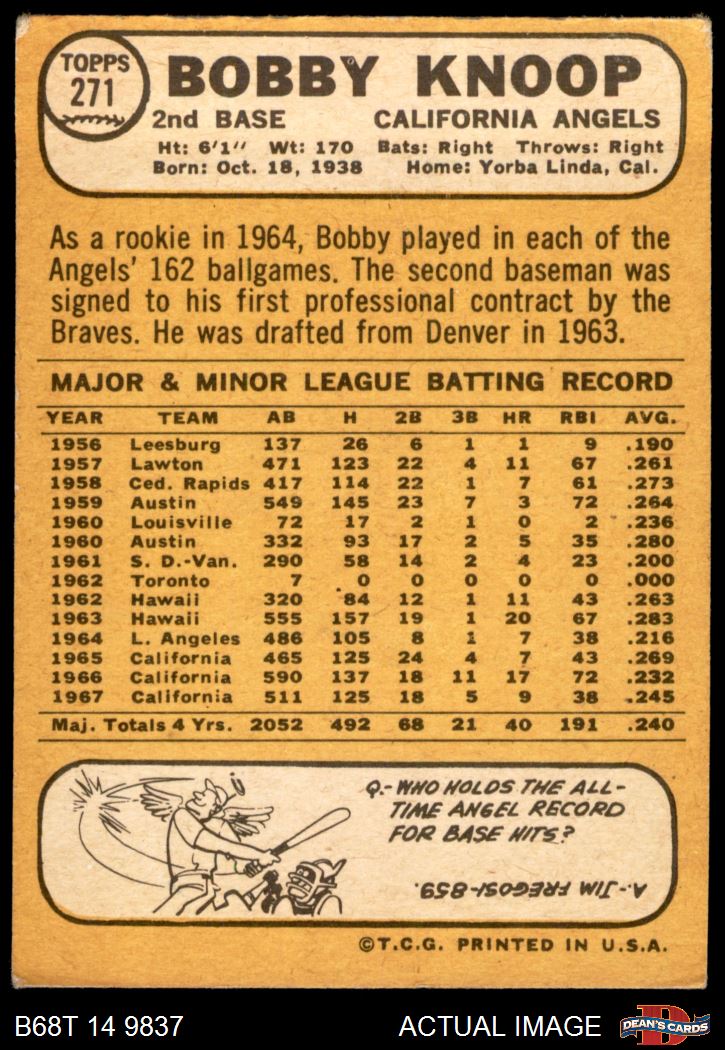 TOPPS
271
BOBBY KNOOP
2nd BASE CALIFORNIA ANGELS
Ht: 6'1" Wt: 170 Bats: Right Throws: Right
Born: Oct. 18, 1938 Home: Yorba Linda, Cal.
As a rookie in 1964, Bobby played in each of the
Angels' 162 ballgames. The second baseman was
signed to his first professional contract by the
Braves. He was drafted from Denver in 1963.
MAJOR & MINOR LEAGUE BATTING RECORD
YEAR TEAM AB H 2B 3B HR RBI AVG.
1956 Leesburg 137 26 6 1 1 9 .190
1957 Lawton 471 123 22 4 11 67 .261
1958 Ced. Rapids 417 114 22 1 7 61 .273
1959 Austin 549 145 23 7 3 72 .264
1960 Louisville 72 17 2 1 0 2 .236
1960 Austin 332 93 17 2 5 35 .280
1961 S. D.-Van. 290 58 14 2 4 23 .200
1962 Toronto 7 0 0 0 0 0 .000
1962 Hawaii 320 84 12 1 11 43 .263
1963 Hawaii 555 157 19 1 20 67 .283
1964 L. Angeles 486 105 8 1 7 38 .216
1965 California 465 125 24 4 7 43 .269
1966 California 590 137 18 11 17 72 .232
1967 California 511 125 18 5 9 38 .245
Maj. Totals 4 Yrs. 2052 492 68 21 40 191 .240
Q.- WHO HOLDS THE ALL-
TIME ANGEL RECORD
FOR BASE HITS?
A.- JIM FREGOSI-859.
©T.C.G. PRINTED IN U.S.A.
B68T 14 9837 ACTUAL IMAGE DEAN'S CARDS